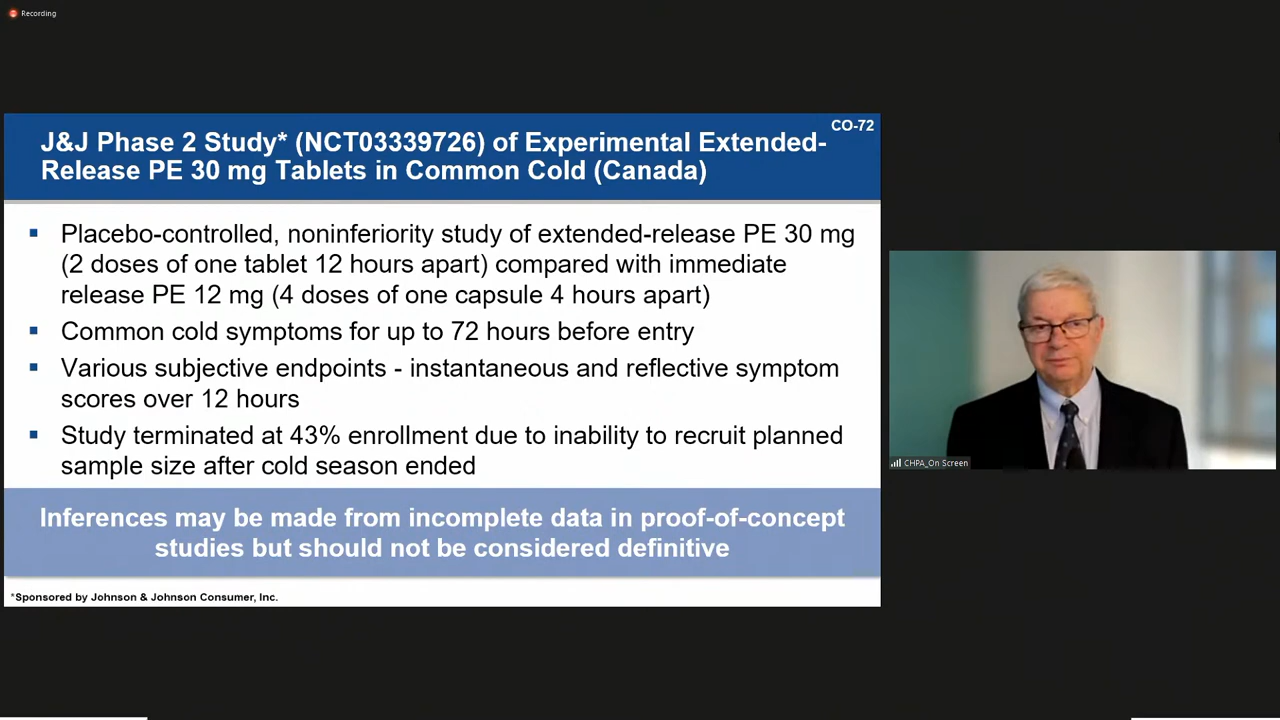 Recording
CO-72
J&J Phase 2 Study* (NCT03339726) of Experimental Extended-
Release PE 30 mg Tablets in Common Cold (Canada)
▪ Placebo-controlled, noninferiority study of extended-release PE 30 mg
(2 doses of one tablet 12 hours apart) compared with immediate
release PE 12 mg (4 doses of one capsule 4 hours apart)
▪ Common cold symptoms for up to 72 hours before entry
▪ Various subjective endpoints - instantaneous and reflective symptom
scores over 12 hours
▪ Study terminated at 43% enrollment due to inability to recruit planned
sample size after cold season ended
Inferences may be made from incomplete data in proof-of-concept
studies but should not be considered definitive
*Sponsored by Johnson & Johnson Consumer, Inc.
CHPA_On Screen